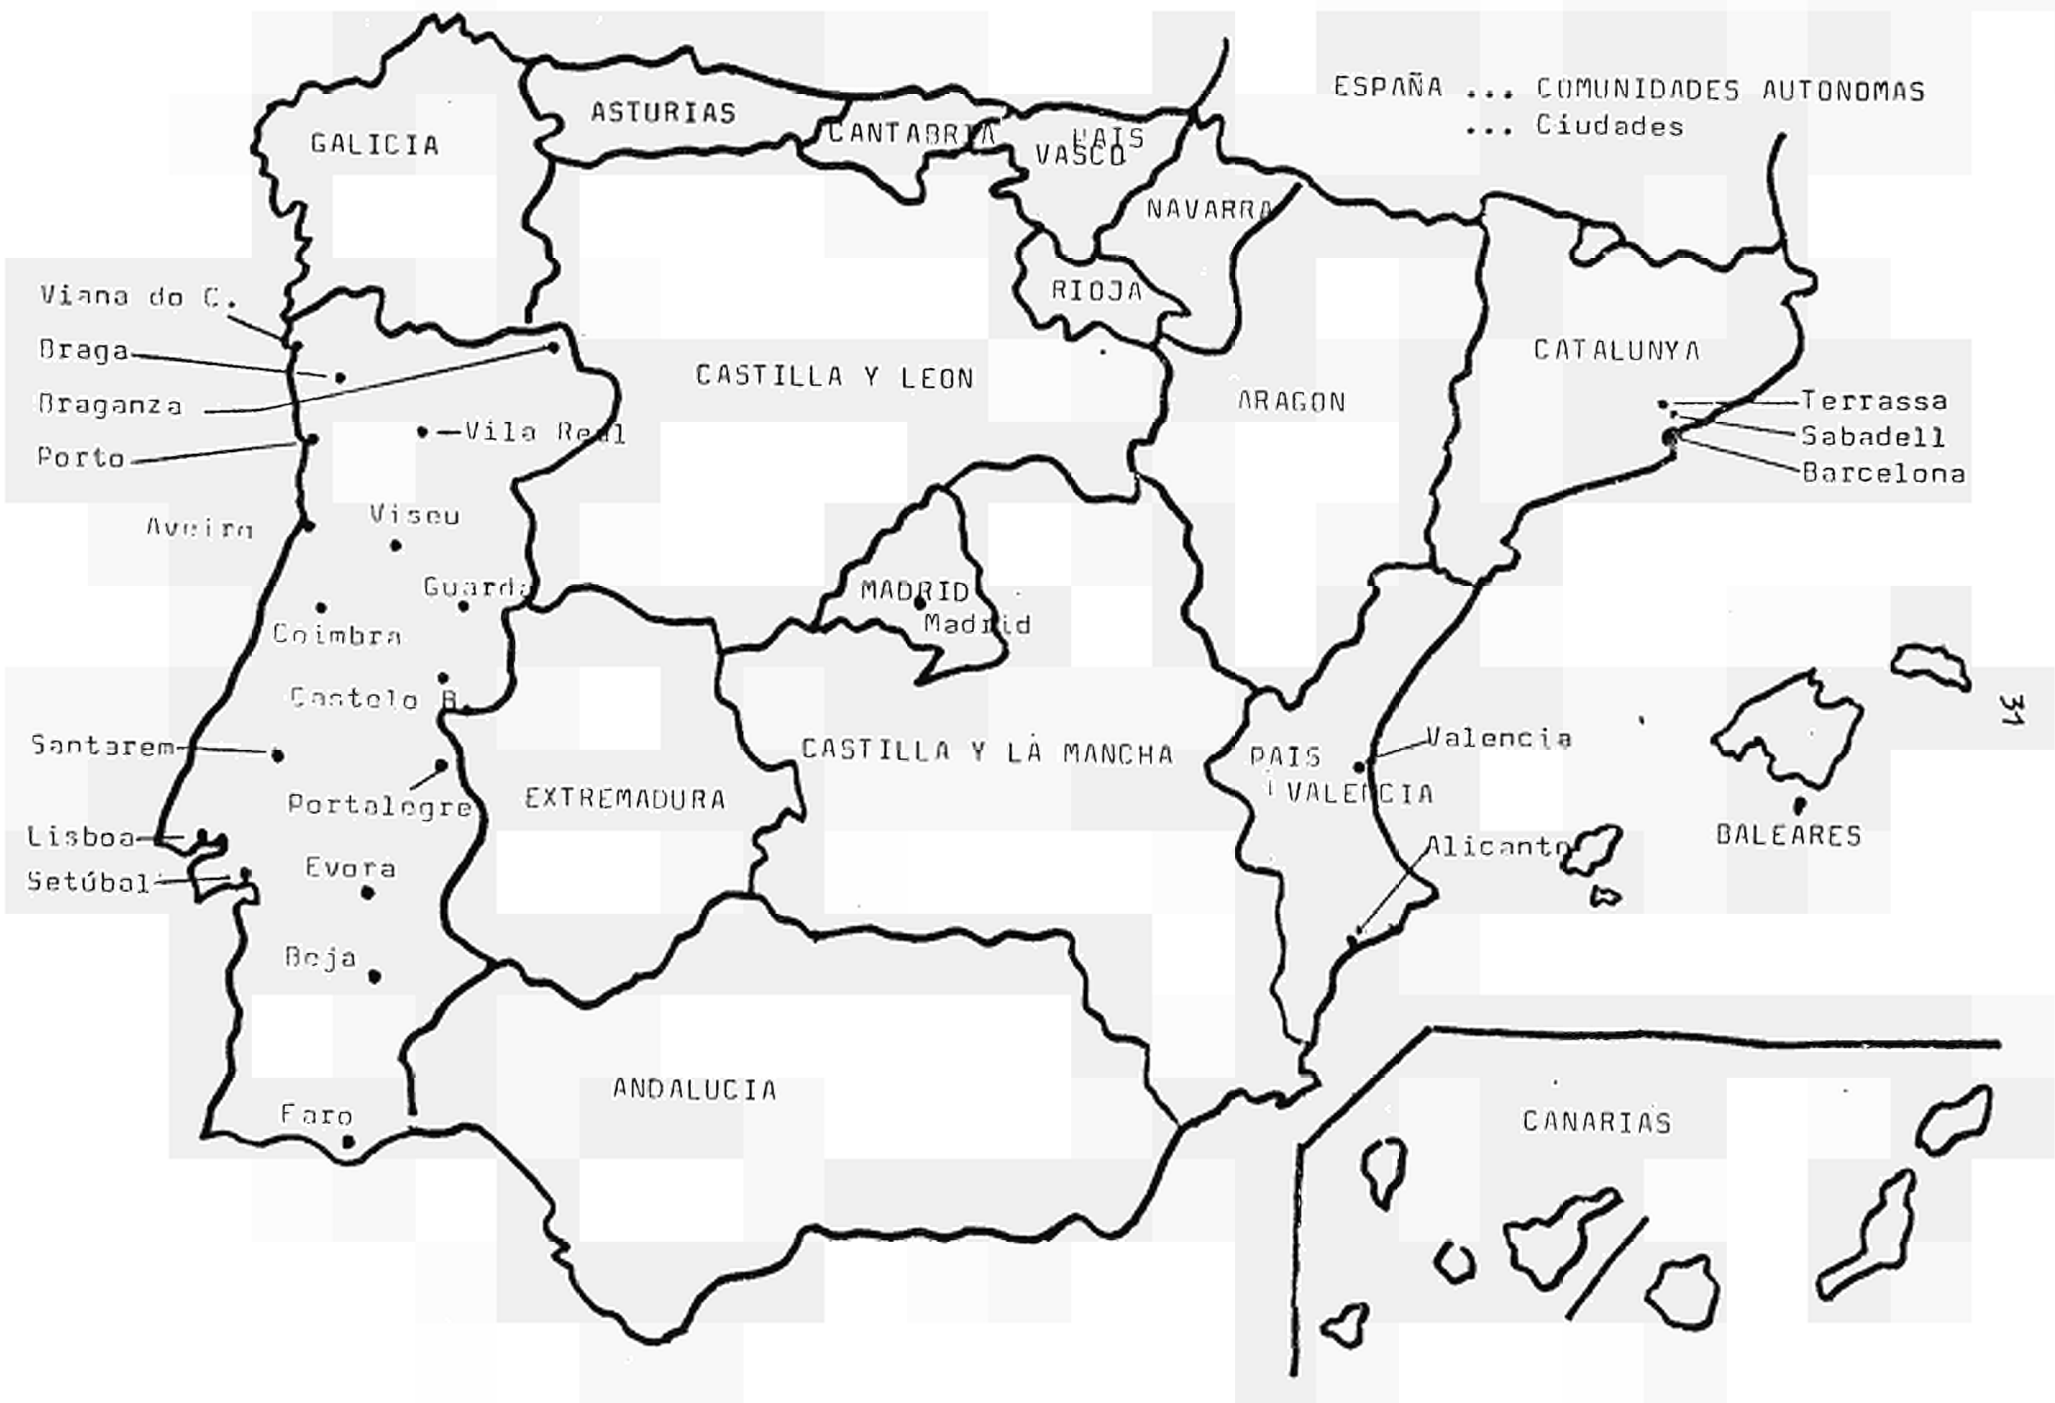 ESPAÑA ... COMUNIDADES AUTONOMAS
... Ciudades
GALICIA
ASTURIAS
CANTABRIA
PAIS
VASCO
NAVARRA
RIOJA
CASTILLA Y LEON
ARAGON
CATALUNYA
Terrassa
Sabadell
Barcelona
Viana do C.
Braga
Braganza
Porto
Vila Real
Aveiro
Viseu
Guarda
Coimbra
Castelo B.
Santarem
Portalegre
Lisboa
Setúbal
Evora
Beja
Faro
MADRID
Madrid
EXTREMADURA
CASTILLA Y LA MANCHA
PAIS
VALENCIA
Valencia
Alicante
BALEARES
31
ANDALUCIA
CANARIAS